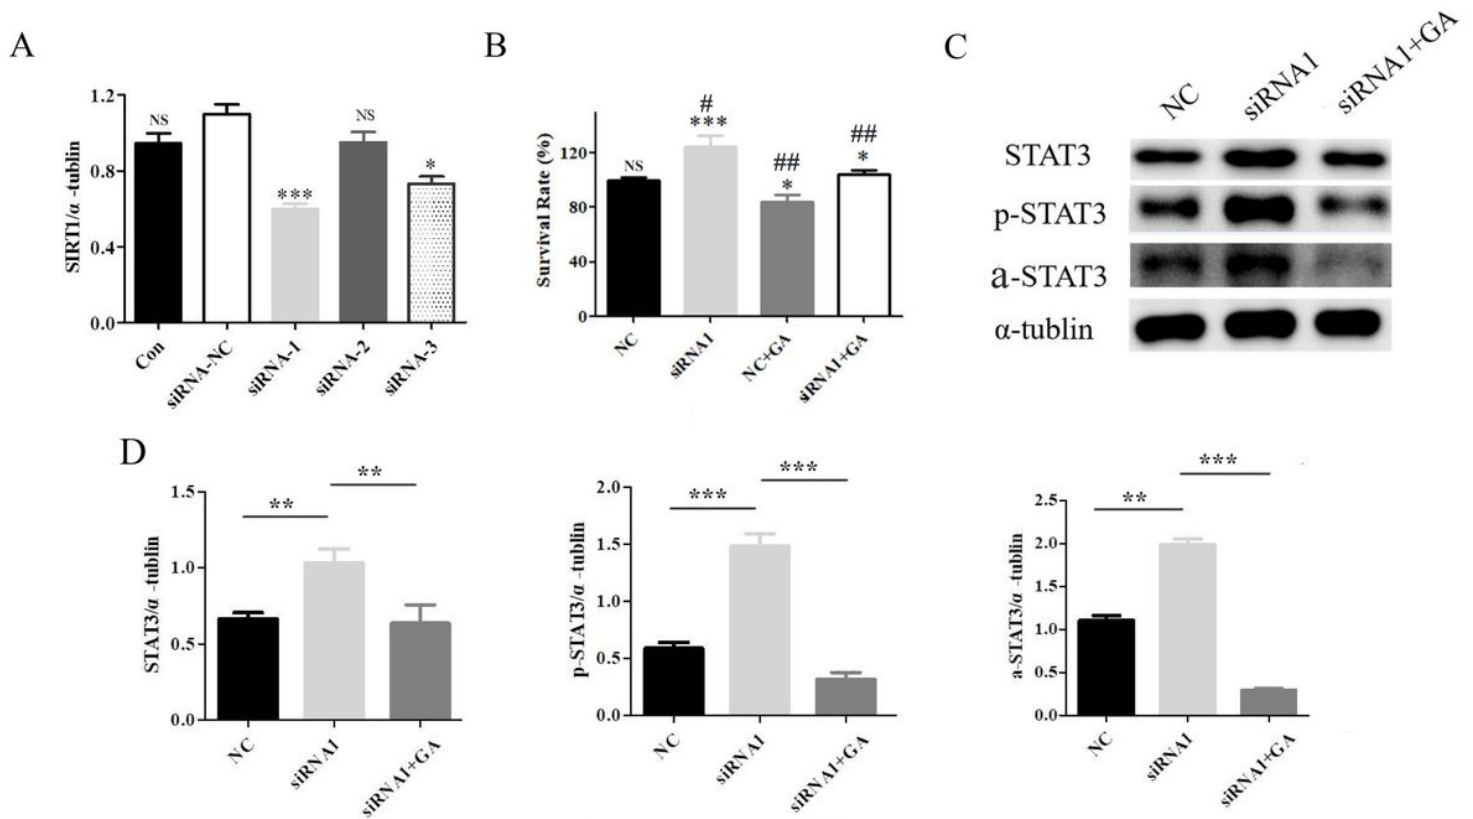 A
SIRT1/α -tublin
1.2
0.8
0.4
0.0
NS
***
NS
*
Con
siRNA-NC
siRNA-1
siRNA-2
siRNA-3
B
Survival Rate (%)
120
80
40
0
NS
#
***
##
*
##
*
NC
siRNA1
NC+GA
siRNA1+GA
C
NC
siRNA1
siRNA1+GA
STAT3
p-STAT3
a-STAT3
α-tublin
D
STAT3/α -tublin
1.5
1.0
0.5
0.0
**
**
NC
siRNA1
siRNA1+GA
p-STAT3/α -tublin
2.0
1.5
1.0
0.5
0.0
***
***
NC
siRNA1
siRNA1+GA
a-STAT3/α -tublin
2.5
2.0
1.5
1.0
0.5
0.0
**
***
NC
siRNA1
siRNA1+GA